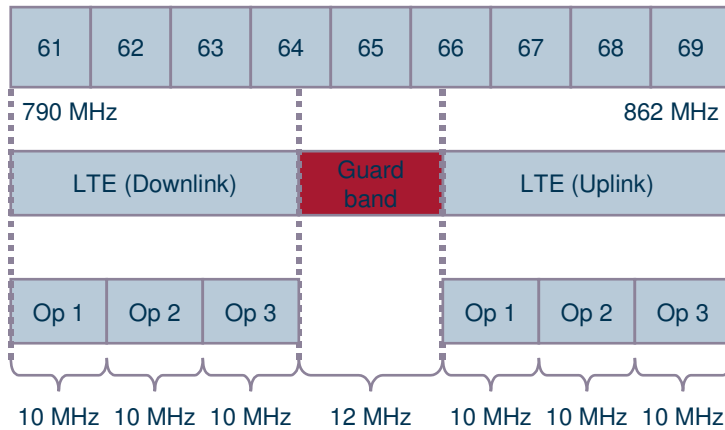 61 62 63 64 65 66 67 68 69
790 MHz 862 MHz
LTE (Downlink) Guard band LTE (Uplink)
Op 1 Op 2 Op 3 Op 1 Op 2 Op 3
10 MHz 10 MHz 10 MHz 12 MHz 10 MHz 10 MHz 10 MHz